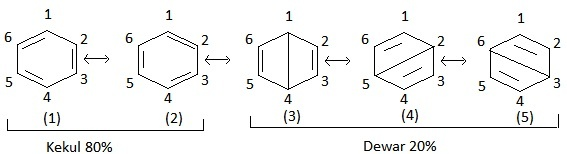 1 1 1 1 1
6 2 6 2 6 2 6 2 6 2
5 3 5 3 5 3 5 3 5 3
4 4 4 4 4
(1) (2) (3) (4) (5)
Kekul 80% Dewar 20%